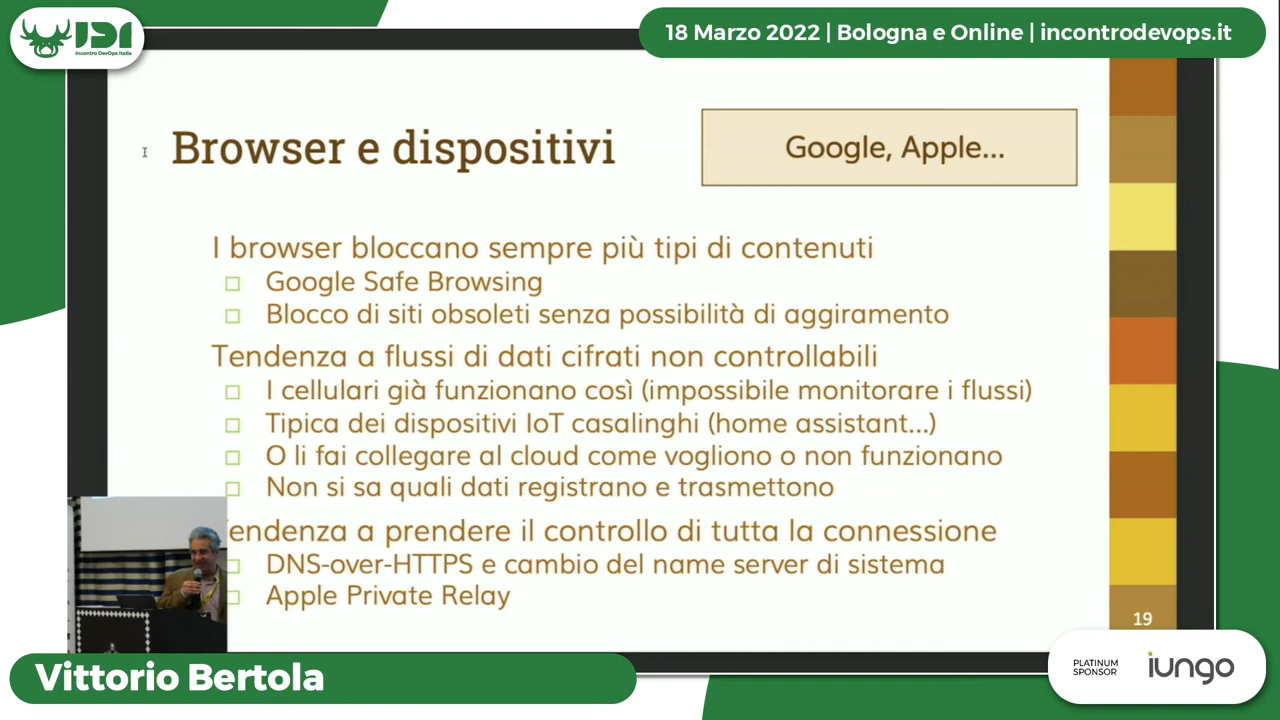 IDI
Incontro DevOps Italia
18 Marzo 2022 | Bologna e Online | incontrodevops.it
Browser e dispositivi
Google, Apple...
I browser bloccano sempre più tipi di contenuti
Google Safe Browsing
Blocco di siti obsoleti senza possibilità di aggiramento
Tendenza a flussi di dati cifrati non controllabili
I cellulari già funzionano così (impossibile monitorare i flussi)
Tipica dei dispositivi IoT casalinghi (home assistant...)
O li fai collegare al cloud come vogliono o non funzionano
Non si sa quali dati registrano e trasmettono
endenza a prendere il controllo di tutta la connessione
DNS-over-HTTPS e cambio del name server di sistema
Apple Private Relay
19
Vittorio Bertola
PLATINUM
SPONSOR
iungo